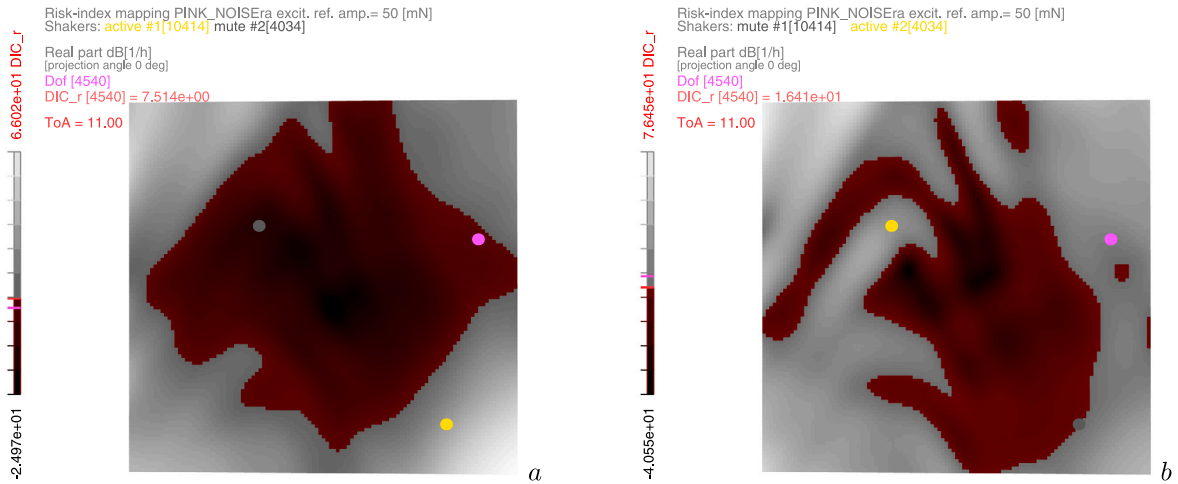 Risk-index mapping PINK_NOISEra excit. ref. amp.= 50 [mN]
Shakers: active #1[10414] mute #2[4034]
Real part dB[1/h]
[projection angle 0 deg]
Dof [4540]
DIC_r [4540] = 7.514e+00
ToA = 11.00
6.602e+01 DIC_r
-2.497e+01
a
Risk-index mapping PINK_NOISEra excit. ref. amp.= 50 [mN]
Shakers: mute #1[10414] active #2[4034]
Real part dB[1/h]
[projection angle 0 deg]
Dof [4540]
DIC_r [4540] = 1.641e+01
ToA = 11.00
7.645e+01 DIC_r
-4.055e+01
b